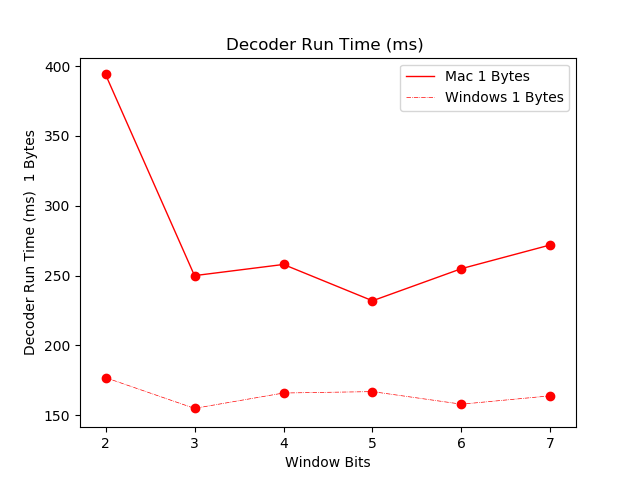 Decoder Run Time (ms)
Mac 1 Bytes
Windows 1 Bytes
400
350
300
250
200
150
Decoder Run Time (ms)  1 Bytes
2 3 4 5 6 7
Window Bits